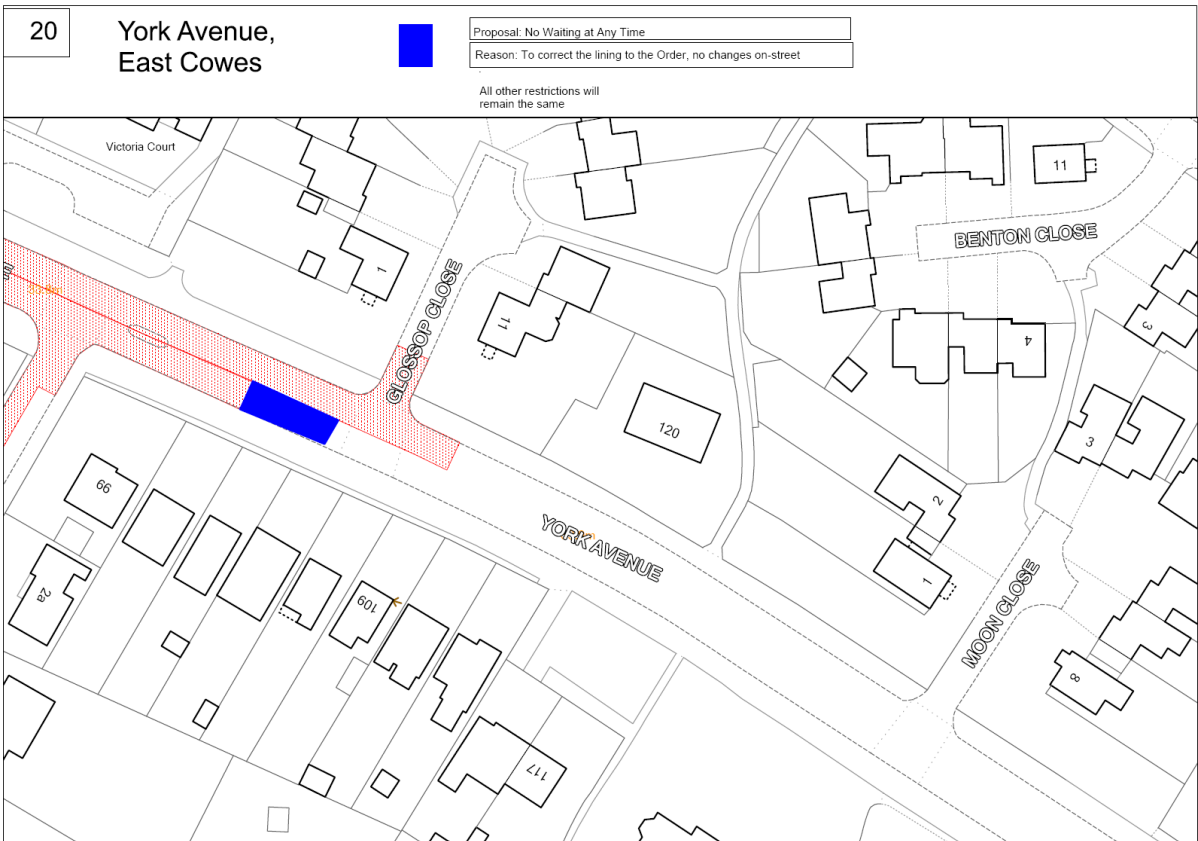 20
York Avenue,
East Cowes
Proposal: No Waiting at Any Time
Reason: To correct the lining to the Order, no changes on-street
All other restrictions will
remain the same
Victoria Court
11
BENTON CLOSE
1
GLOSSOP CLOSE
11
3
4
120
3
99
2
YORK AVENUE
1
2a
109
MOON CLOSE
8
117